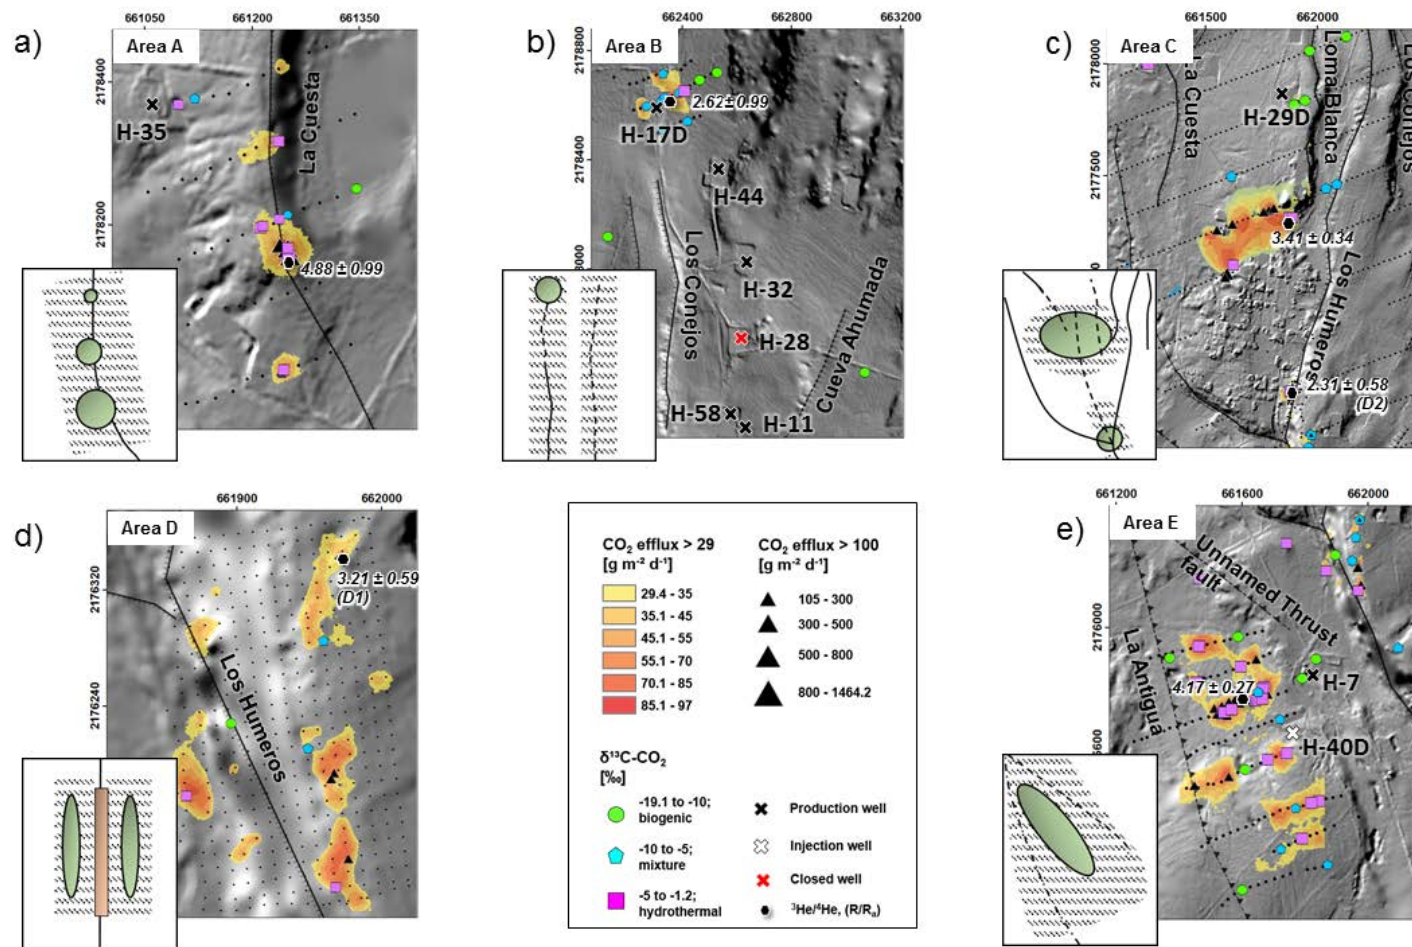 a)
Area A
661050
661250
661350
2178400
2178200
H-35
La Cuesta
4.88 ± 0.99
b)
Area B
662400
662800
663200
2178800
2178400
8000
2.62± 0.99
H-17D
H-44
Los Conejos
H-32
H-28
Cueva Ahumada
H-58
H-11
c)
Area C
661500
662000
2178000
2177500
La Cuesta
Loma Blanca
Los Conejos
H-29D
3.41 ± 0.34
Los Humeros
2.31 ± 0.58
(D2)
d)
Area D
661900
662000
2176320
2176240
3.21 ± 0.59
(D1)
Los Humeros
CO₂ efflux > 29
[g m⁻² d⁻¹]
29.4 - 35
35.1 - 45
45.1 - 55
55.1 - 70
70.1 - 85
85.1 - 97
CO₂ efflux > 100
[g m⁻² d⁻¹]
105 - 300
300 - 500
500 - 800
800 - 1464.2
δ¹³C-CO₂
[‰]
-19.1 to -10;
biogenic
-10 to -5;
mixture
-5 to -1.2;
hydrothermal
Production well
Injection well
Closed well
³He/⁴He, (R/Rₐ)
e)
Area E
661200
661600
662000
2176000
5600
Unnamed Thrust
fault
La Antigua
4.17 ± 0.27
H-7
H-40D